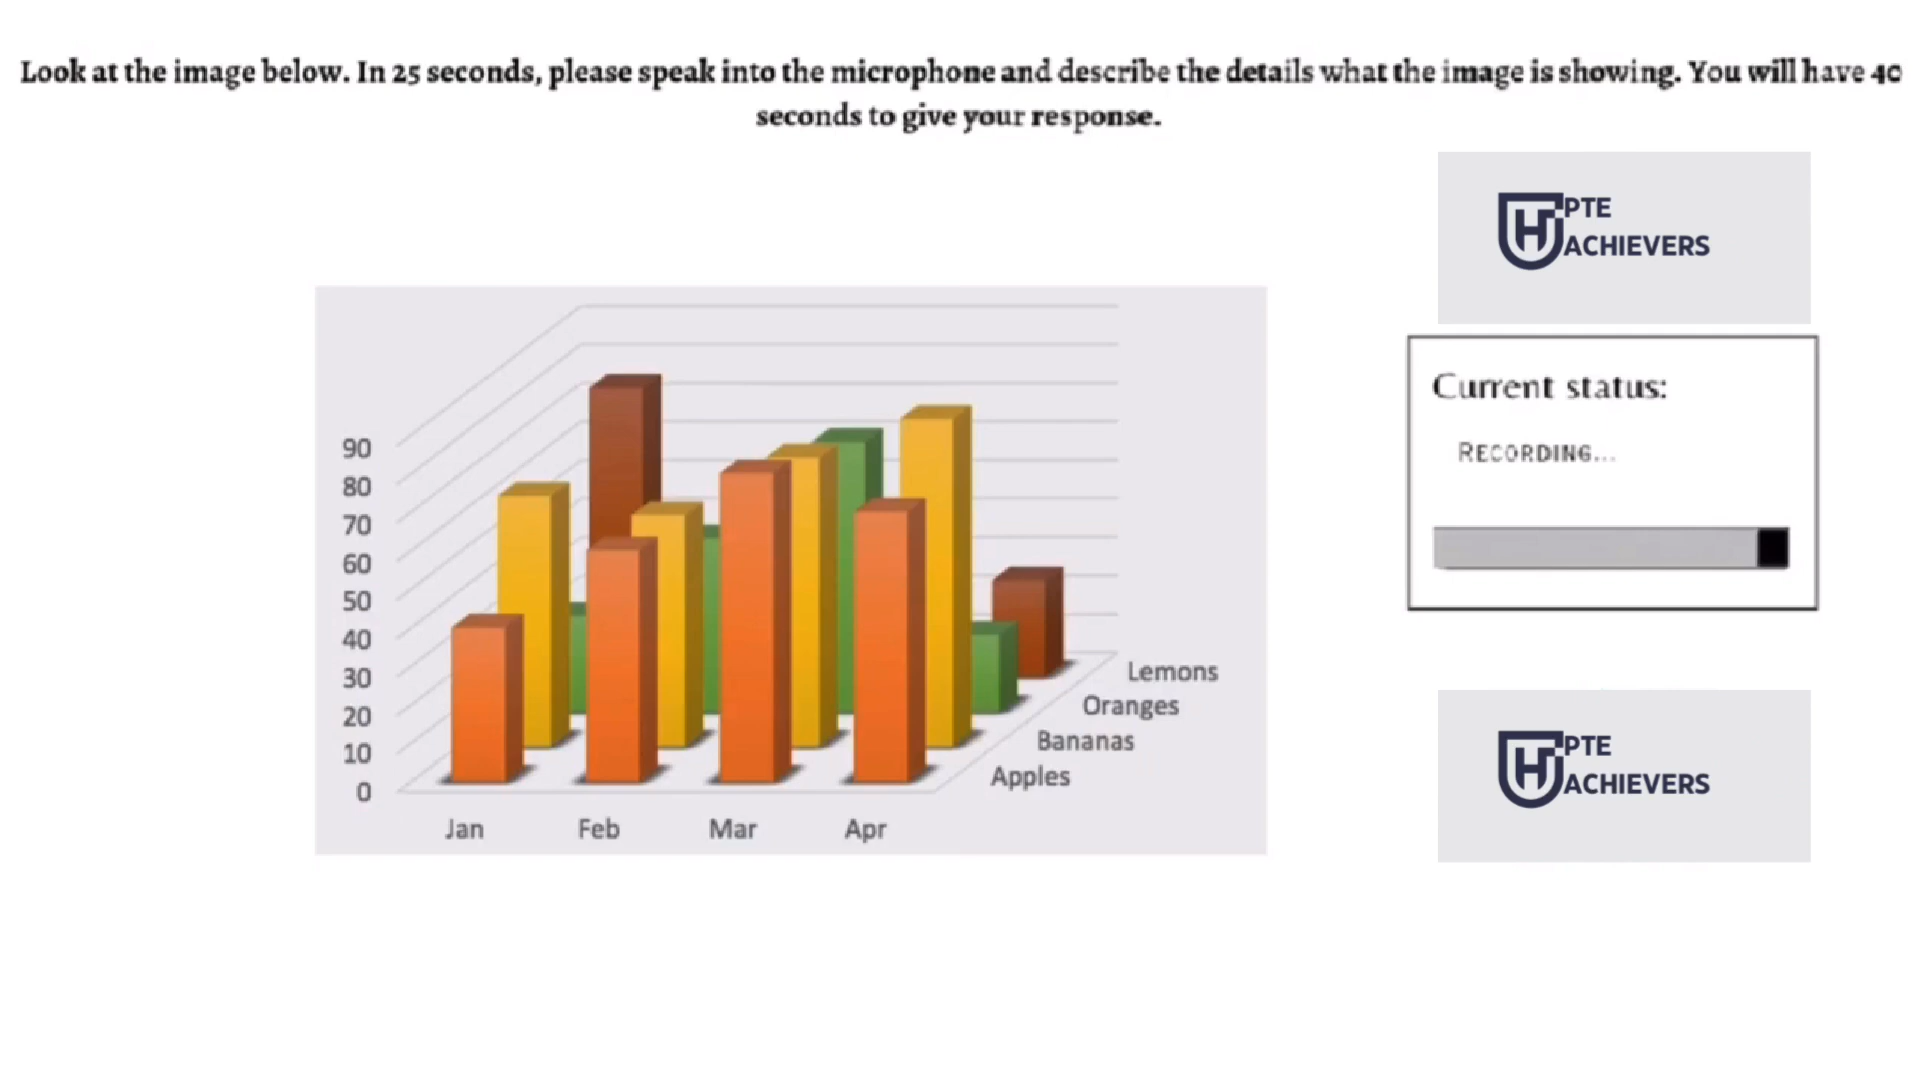 Look at the image below. In 25 seconds, please speak into the microphone and describe the details what the image is showing. You will have 40
seconds to give your response.
PTE
ACHIEVERS
Current status:
RECORDING...
90
80
70
60
50
40
30
20
10
0
Lemons
Oranges
Bananas
Apples
Jan Feb Mar Apr
PTE
ACHIEVERS